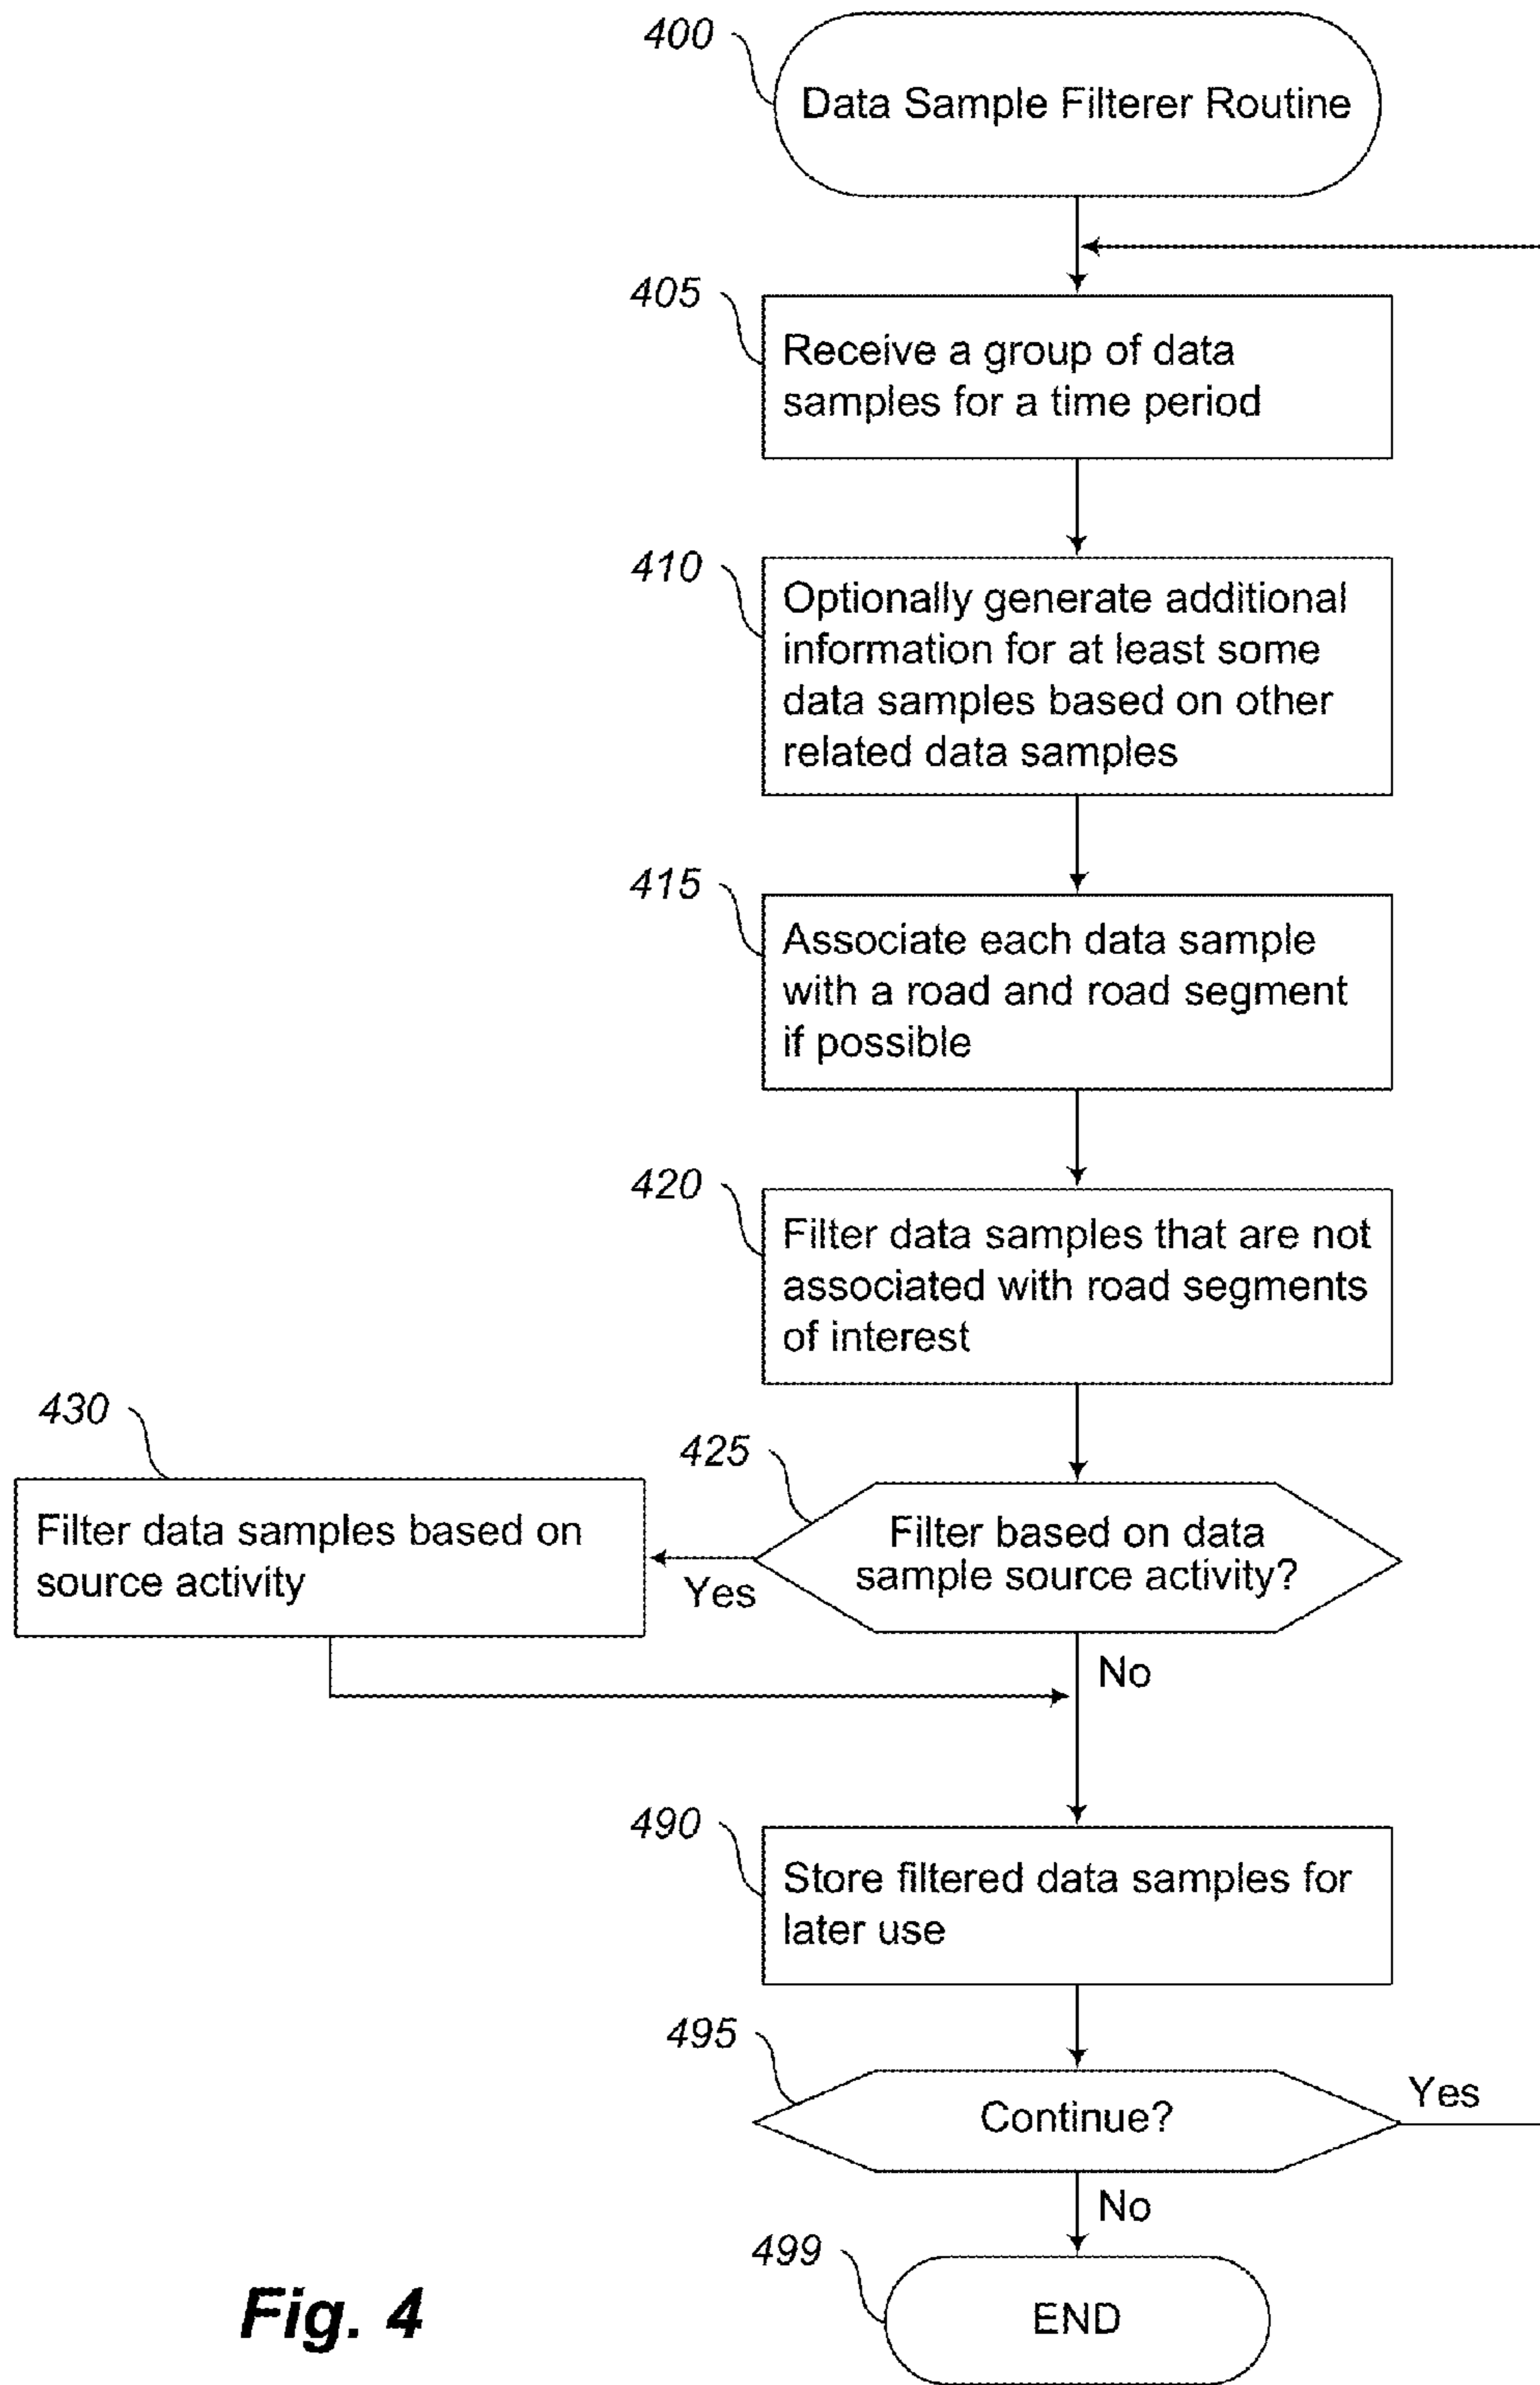 400
Data Sample Filterer Routine
405
Receive a group of data
samples for a time period
410
Optionally generate additional
information for at least some
data samples based on other
related data samples
415
Associate each data sample
with a road and road segment
if possible
420
Filter data samples that are not
associated with road segments
of interest
430
Filter data samples based on
source activity
425
Filter based on data
sample source activity?
Yes
No
490
Store filtered data samples for
later use
495
Continue?
Yes
No
499
END
Fig. 4